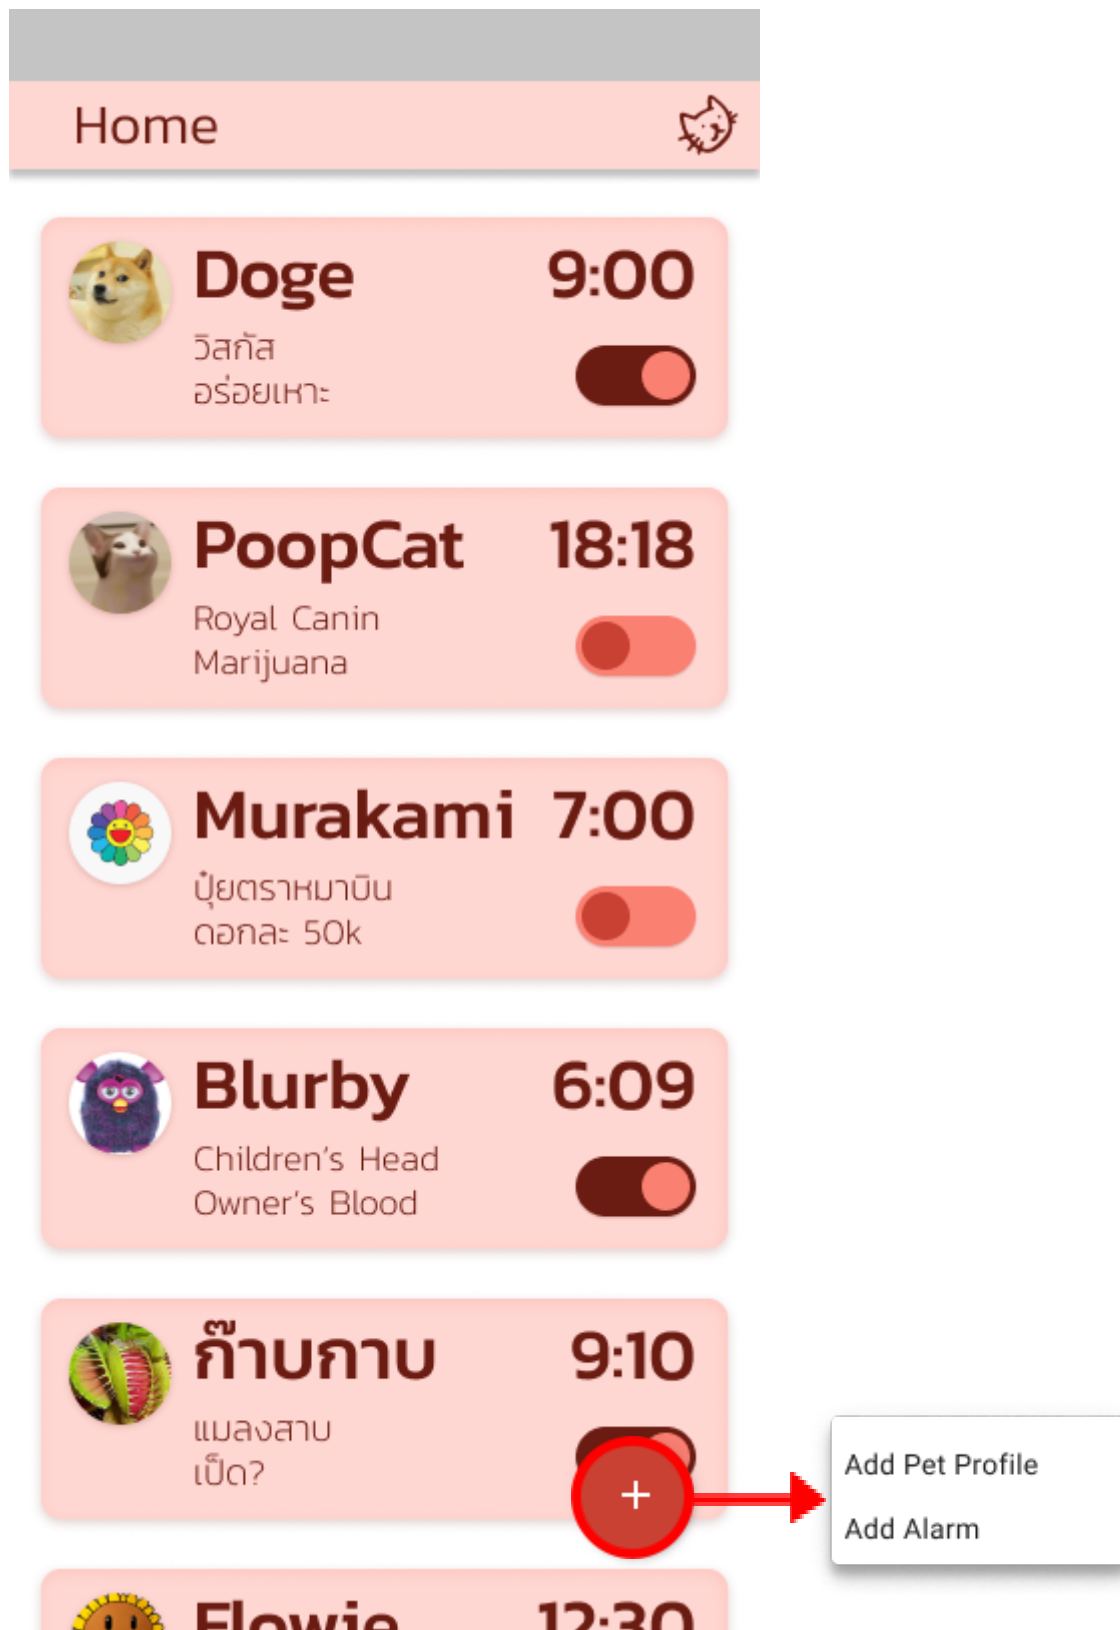 Home
Doge 9:00
วิสกัส
อร่อยเหาะ
PoopCat 18:18
Royal Canin
Marijuana
Murakami 7:00
ปุ๋ยตราหมาบิน
ดอกละ 50k
Blurby 6:09
Children's Head
Owner's Blood
ก๊าบกาบ 9:10
แมลงสาบ
เป็ด?
+
Add Pet Profile
Add Alarm
Flowie 12:30